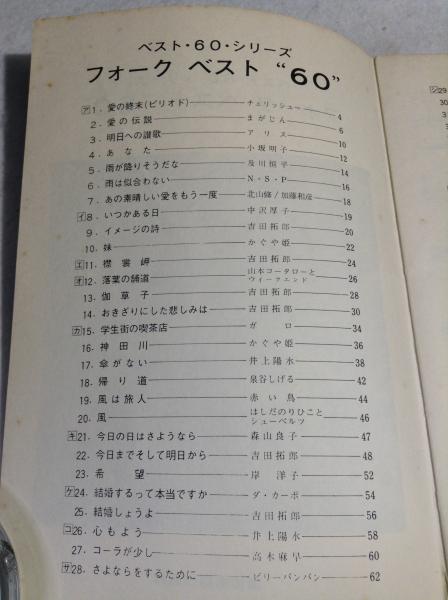 ベスト・60・シリーズ
フォーク ベスト “60”
ア 1. 愛の終末(ピリオド) チェリッシュ 4
2. 愛の伝説 まがじん 6
3. 明日への讃歌 アリス 10
4. あなた 小坂明子 12
5. 雨が降りそうだな 及川恒平 14
6. 雨は似合わない N・S・P 16
7. あの素晴しい愛をもう一度 北山修/加藤和彦 18
イ 8. いつかある日 中沢厚子 19
9. イメージの詩 吉田拓郎 20
10. 妹 かぐや姫 22
エ 11. 襟裳岬 吉田拓郎 24
オ 12. 落葉の舗道 山本コータローとウィークエンド 26
13. 伽草子 吉田拓郎 28
14. おきざりにした悲しみは 吉田拓郎 30
カ 15. 学生街の喫茶店 ガロ 34
16. 神田川 かぐや姫 36
17. 傘がない 井上陽水 38
18. 帰り道 泉谷しげる 42
19. 風は旅人 赤い鳥 44
20. 風 はしだのりひことシューベルツ 46
キ 21. 今日の日はさようなら 森山良子 47
22. 今日までそして明日から 吉田拓郎 48
23. 希望 岸洋子 52
ケ 24. 結婚するって本当ですか ダ・カーポ 54
25. 結婚しようよ 吉田拓郎 56
コ 26. 心もよう 井上陽水 58
27. コーラが少し 高木麻早 60
サ 28. さよならをするために ビリーバンバン 62
シ 29
30
31